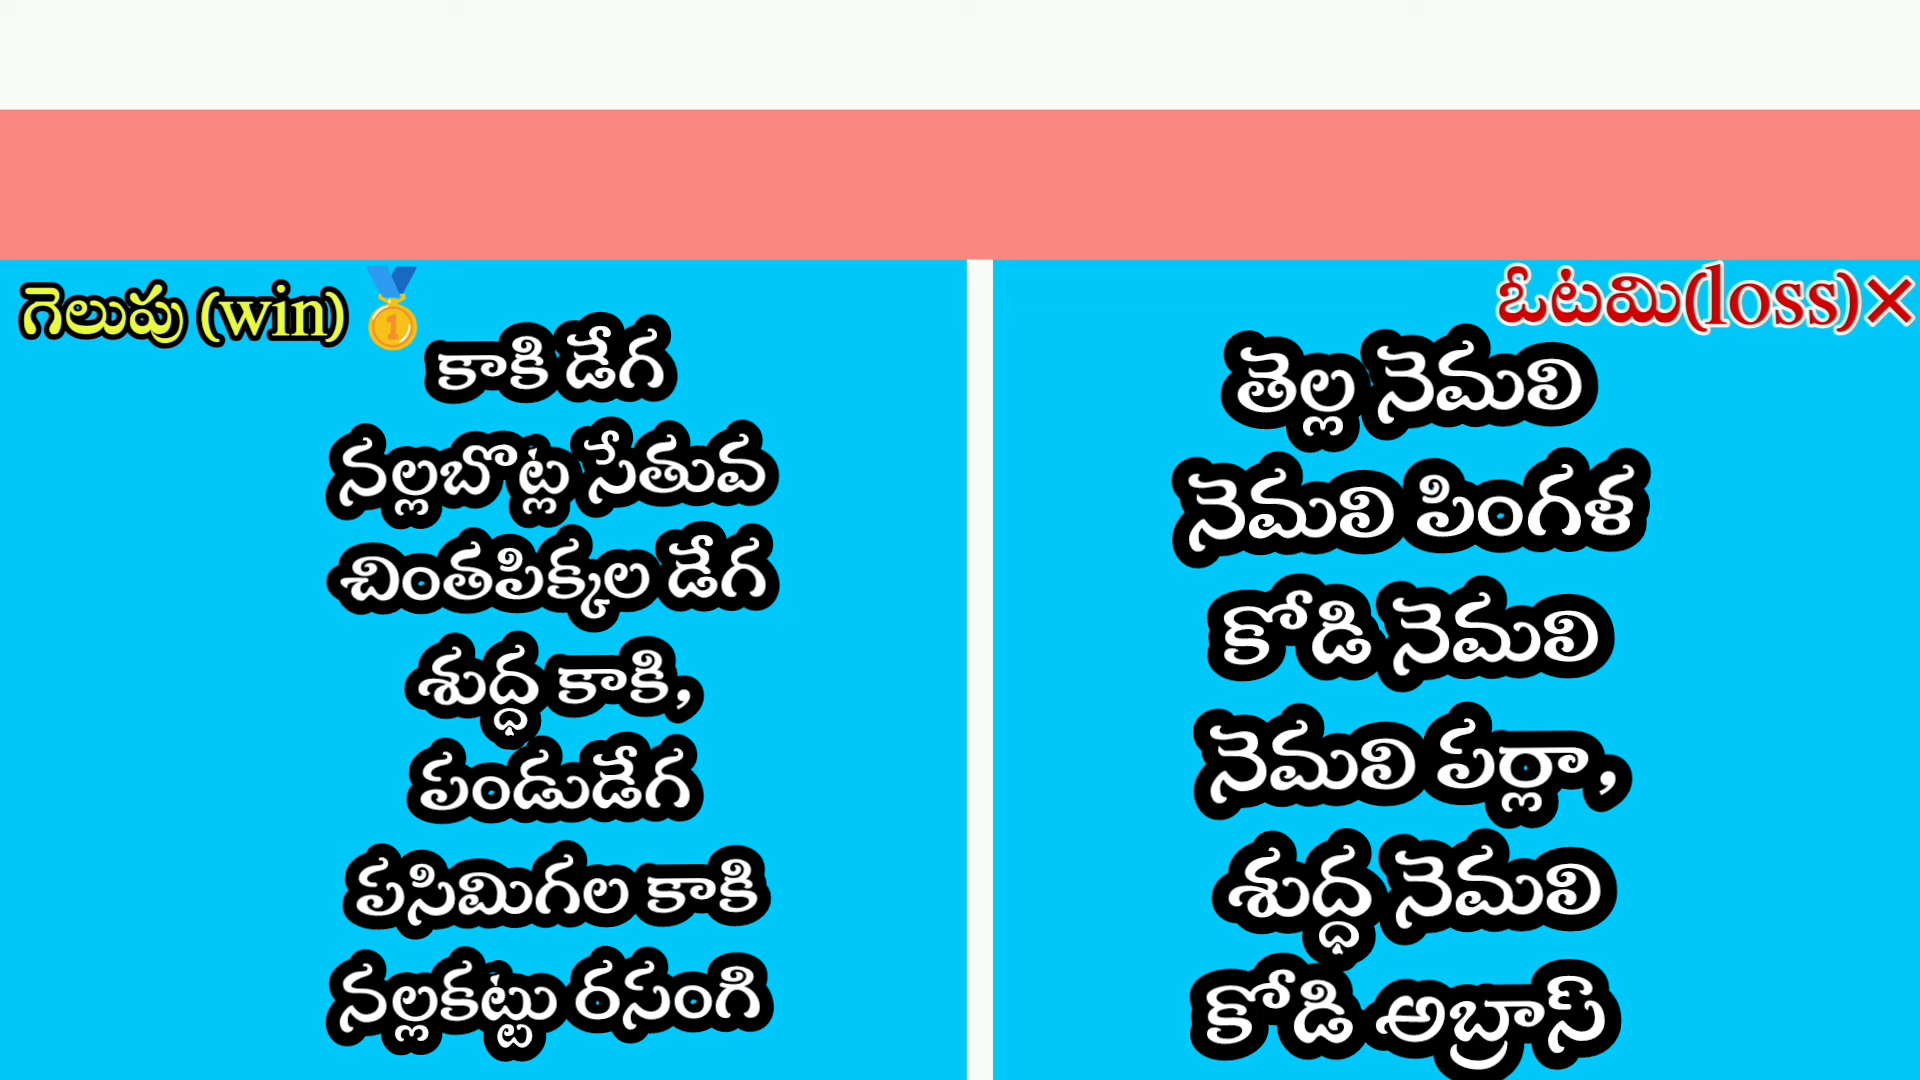 గెలుపు (win)
కాకి డేగ
నల్లబొట్ల సేతువ
చింతపిక్కల డేగ
శుద్ధ కాకి,
పండుడేగ
పసిమిగల కాకి
నల్లకట్టు రసంగి
ఓటమి(loss)×
తెల్ల నెమలి
నెమలి పింగళ
కోడి నెమలి
నెమలి పర్లా,
శుద్ధ నెమలి
కోడి అబ్రాస్